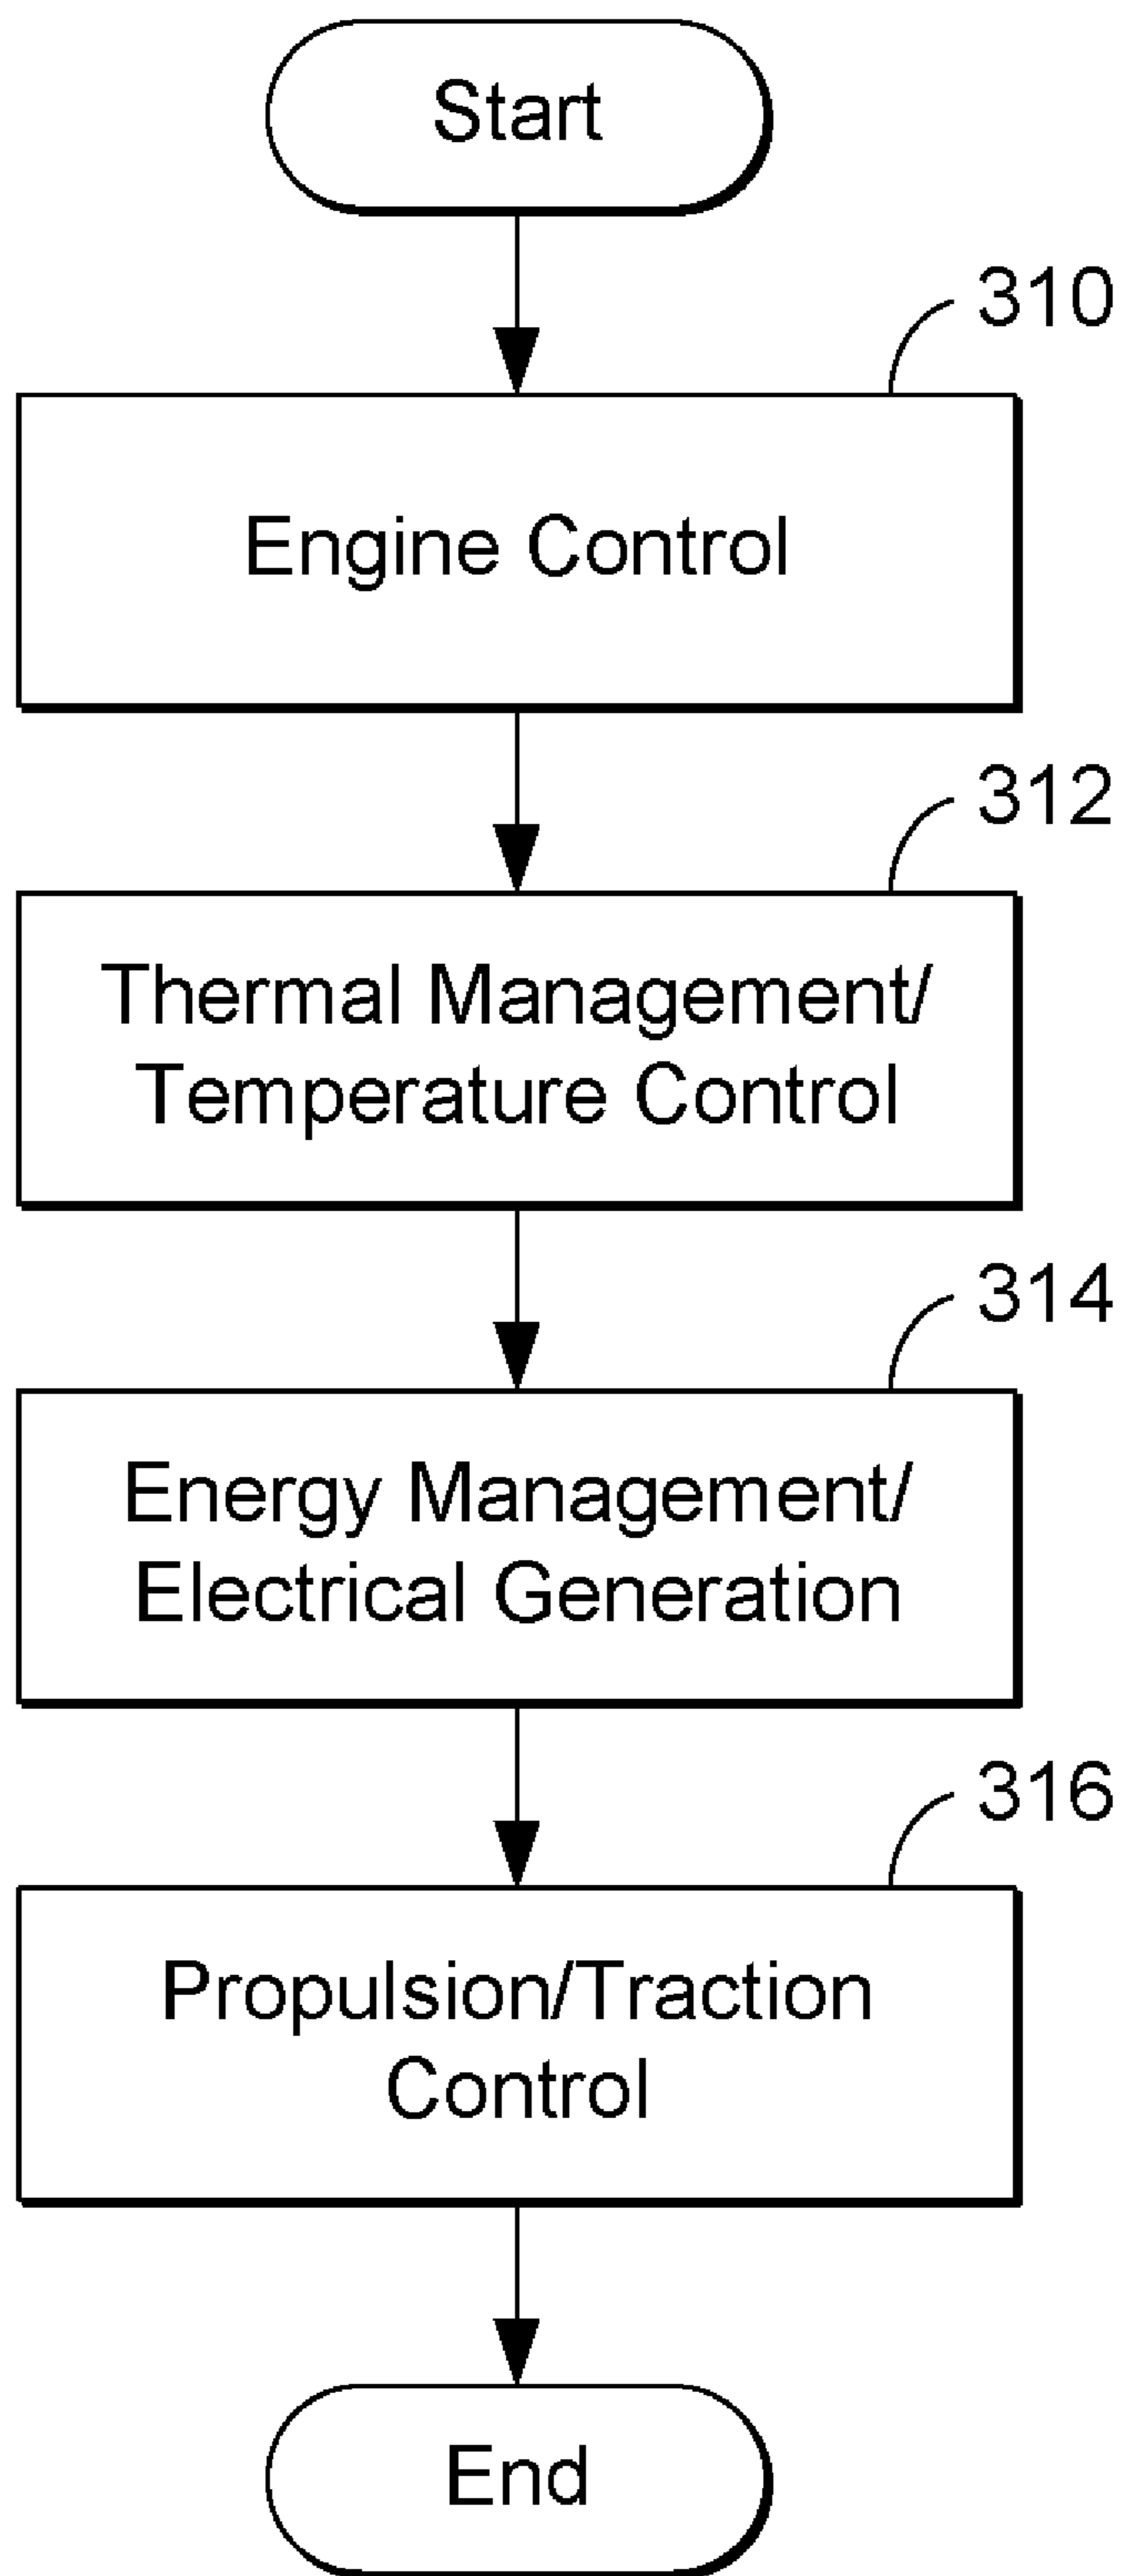 Start
310
Engine Control
312
Thermal Management/
Temperature Control
314
Energy Management/
Electrical Generation
316
Propulsion/Traction
Control
End